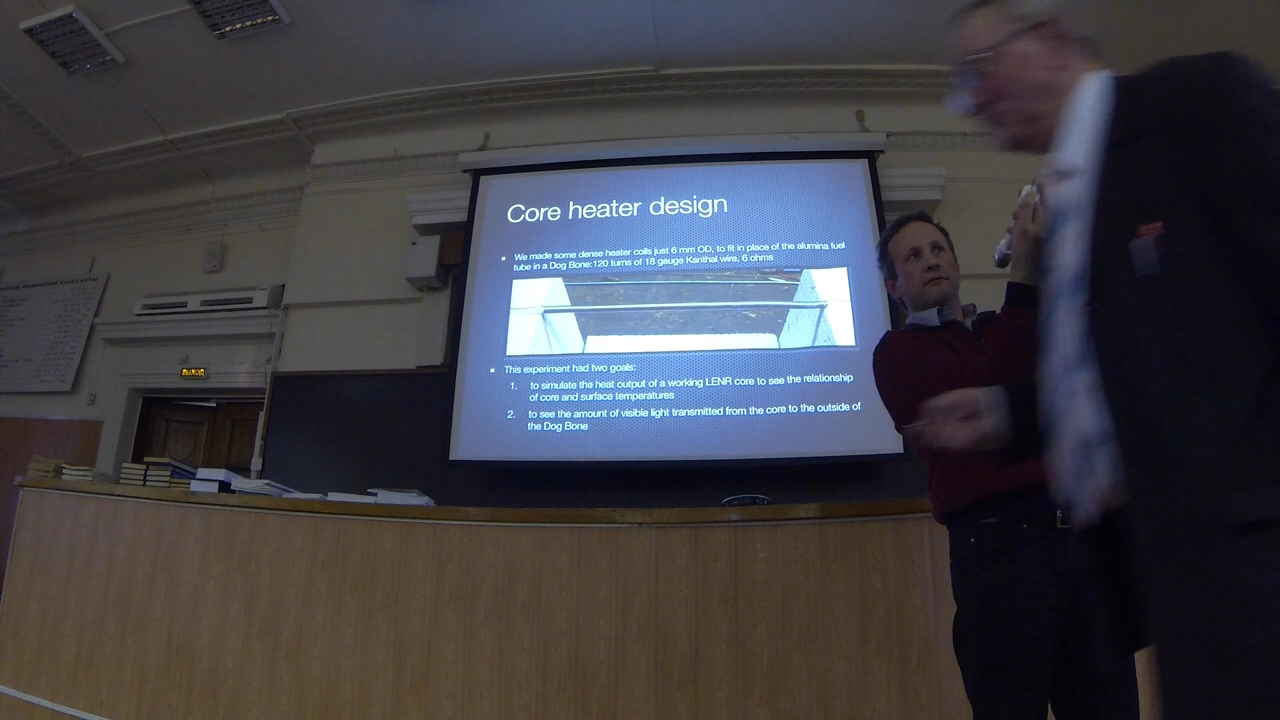 Core heater design
We made some dense heater coils just 6 mm OD, to fit in place of the alumina fuel
tube in a Dog Bone:120 turns of 18 gauge Kanthal wire, 6 ohms
This experiment had two goals:
1. to simulate the heat output of a working LENR core to see the relationship
of core and surface temperatures
2. to see the amount of visible light transmitted from the core to the outside of
the Dog Bone
ВЫХОД